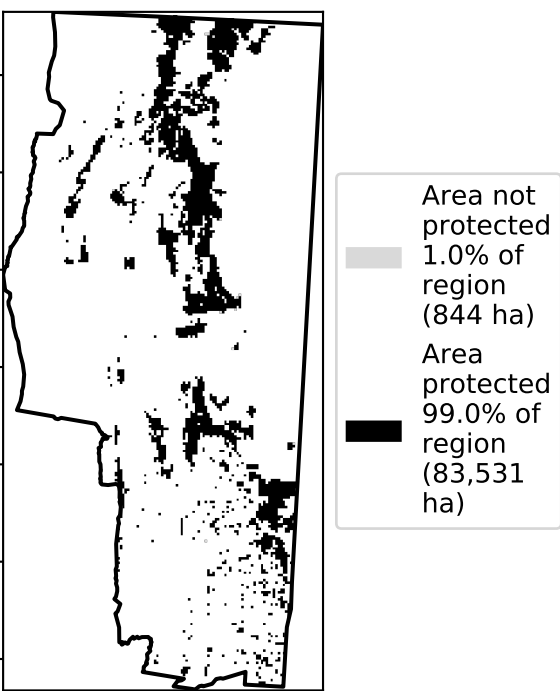 Area not
protected
1.0% of
region
(844 ha)
Area
protected
99.0% of
region
(83,531
ha)